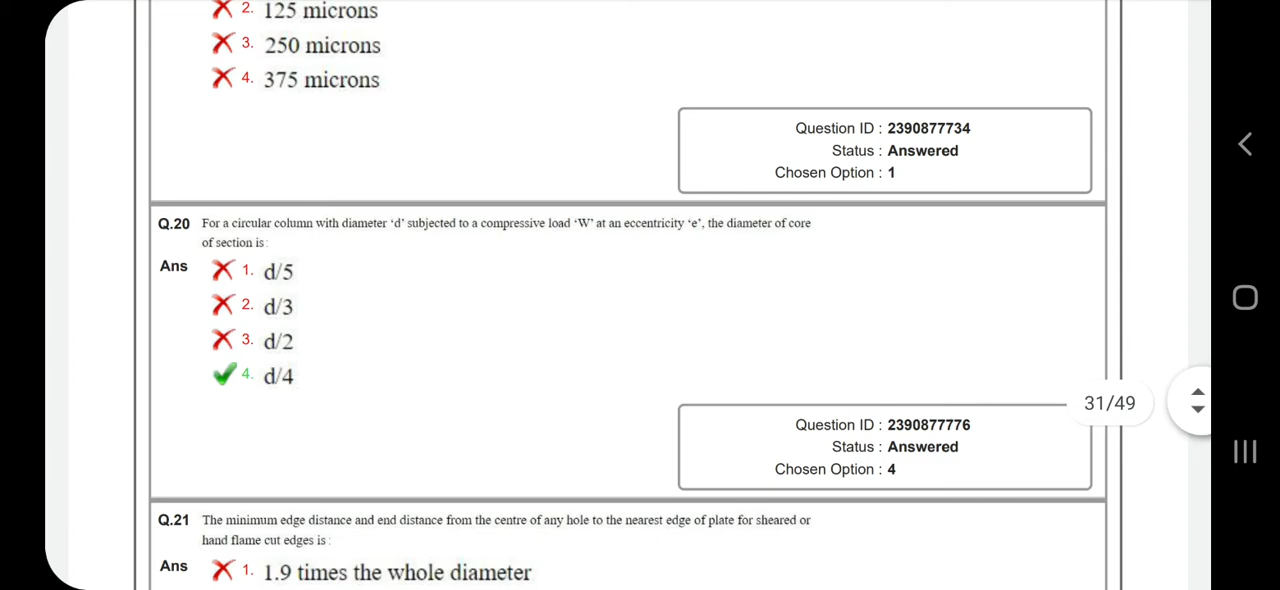 2. 125 microns
3. 250 microns
4. 375 microns
Question ID : 2390877734
Status : Answered
Chosen Option : 1
Q.20 For a circular column with diameter ‘d’ subjected to a compressive load ‘W’ at an eccentricity ‘e’, the diameter of core
of section is :
Ans 1. d/5
2. d/3
3. d/2
4. d/4
31/49
Question ID : 2390877776
Status : Answered
Chosen Option : 4
Q.21 The minimum edge distance and end distance from the centre of any hole to the nearest edge of plate for sheared or
hand flame cut edges is :
Ans 1. 1.9 times the whole diameter